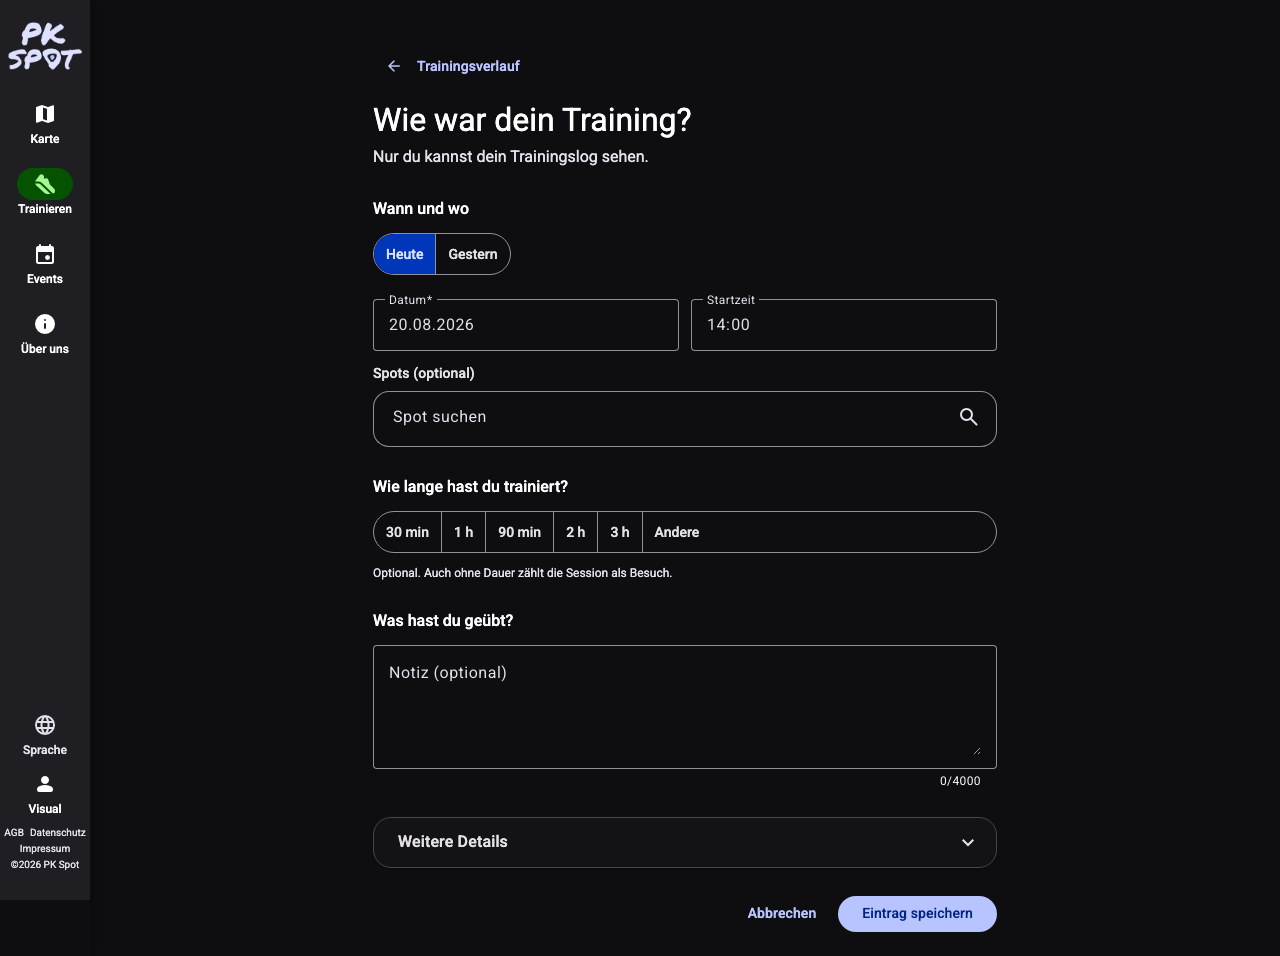 PK
SPOT
Karte
Trainieren
Events
Über uns
Sprache
Visual
AGB Datenschutz
Impressum
©2026 PK Spot
Trainingsverlauf
Wie war dein Training?
Nur du kannst dein Trainingslog sehen.
Wann und wo
Heute Gestern
Datum* Startzeit
20.08.2026 14:00
Spots (optional)
Spot suchen
Wie lange hast du trainiert?
30 min 1 h 90 min 2 h 3 h Andere
Optional. Auch ohne Dauer zählt die Session als Besuch.
Was hast du geübt?
Notiz (optional)
0/4000
Weitere Details
Abbrechen Eintrag speichern